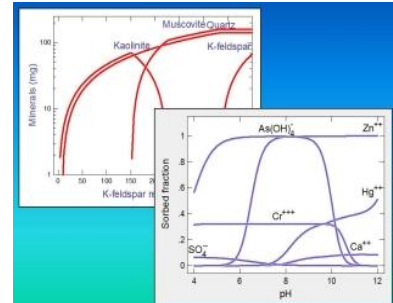 Muscovite Quartz
Kaolinite
K-feldspar
100
10
1
Minerals (mg)
0 50 100 150 200
K-feldspar
As(OH)4- Zn++
Hg++
Cr+++
SO4-- Ca++
1
.8
.6
.4
.2
0
Sorbed fraction
4 6 8 10 12
pH